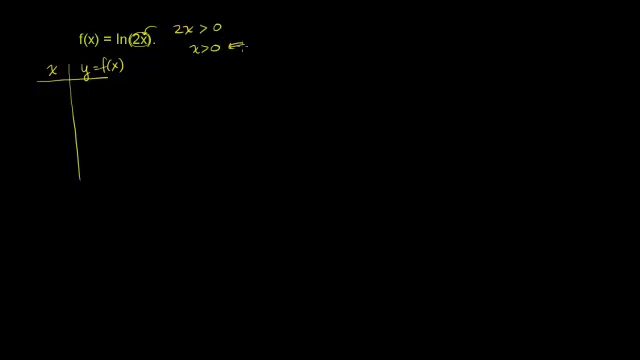 f(x) = ln(2x). 2x > 0
x > 0 ⇐
x y = f(x)